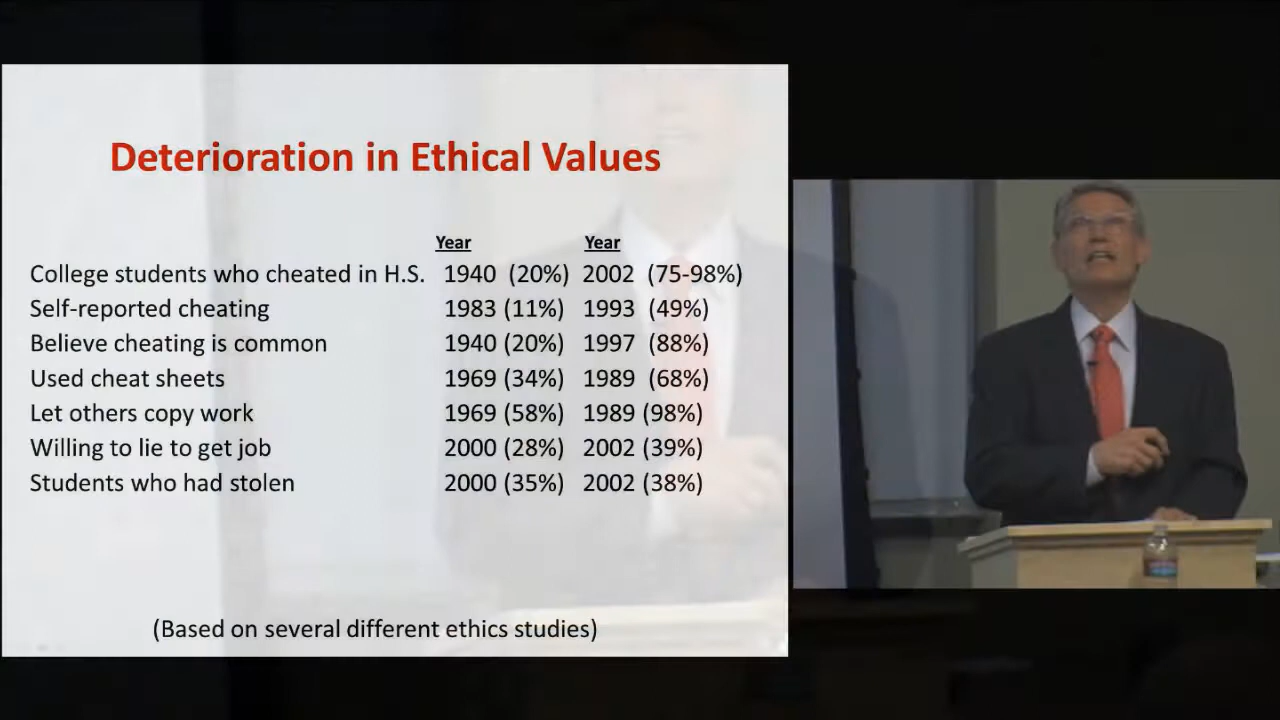 Deterioration in Ethical Values
Year Year
College students who cheated in H.S. 1940 (20%) 2002 (75-98%)
Self-reported cheating 1983 (11%) 1993 (49%)
Believe cheating is common 1940 (20%) 1997 (88%)
Used cheat sheets 1969 (34%) 1989 (68%)
Let others copy work 1969 (58%) 1989 (98%)
Willing to lie to get job 2000 (28%) 2002 (39%)
Students who had stolen 2000 (35%) 2002 (38%)
(Based on several different ethics studies)